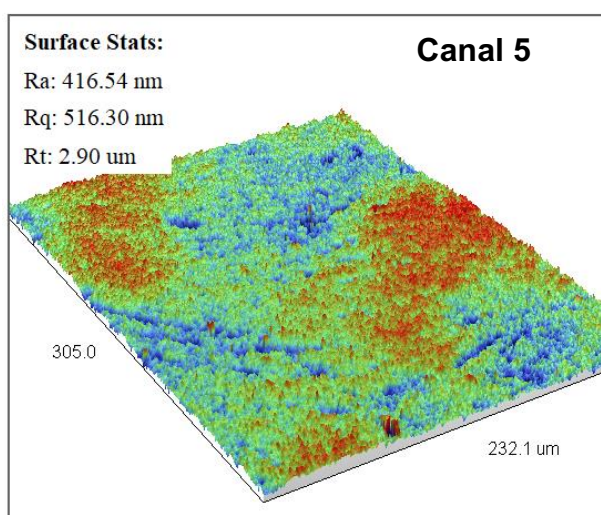 Surface Stats:
Canal 5
Ra: 416.54 nm
Rq: 516.30 nm
Rt: 2.90 um
305.0
232.1 um